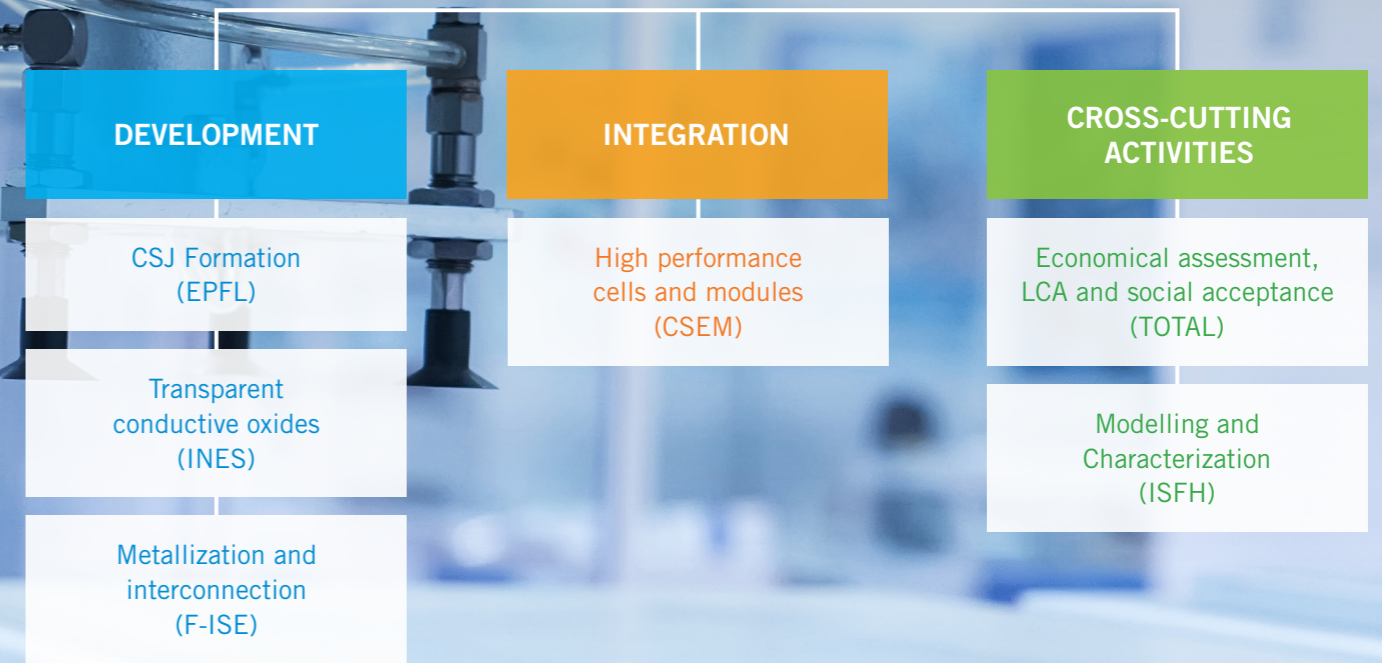 DEVELOPMENT
CSJ Formation
(EPFL)
Transparent
conductive oxides
(INES)
Metallization and
interconnection
(F-ISE)
INTEGRATION
High performance
cells and modules
(CSEM)
CROSS-CUTTING
ACTIVITIES
Economical assessment,
LCA and social acceptance
(TOTAL)
Modelling and
Characterization
(ISFH)